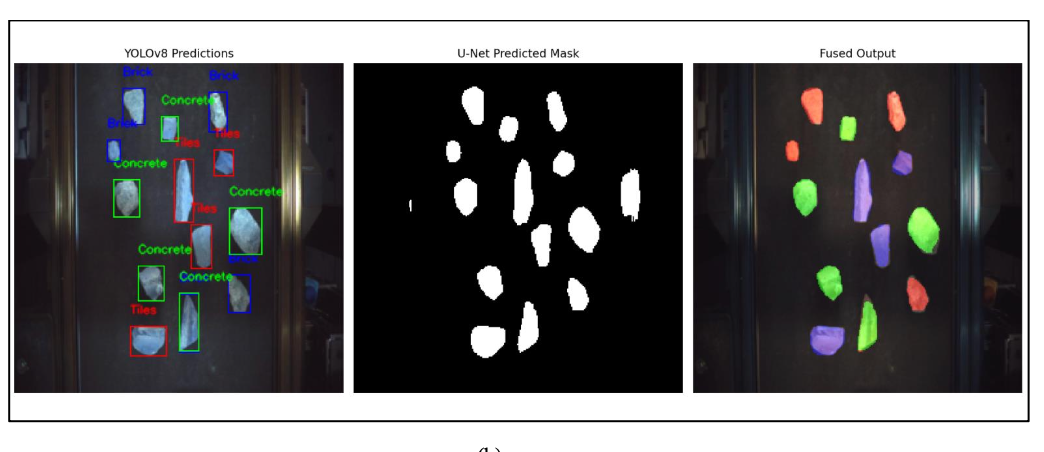 YOLOv8 Predictions
U-Net Predicted Mask
Fused Output
Brick
Brick
Concrete
Brick
Tiles
Tiles
Concrete
Concrete
Tiles
Brick
Concrete
Concrete
Tiles
(b)